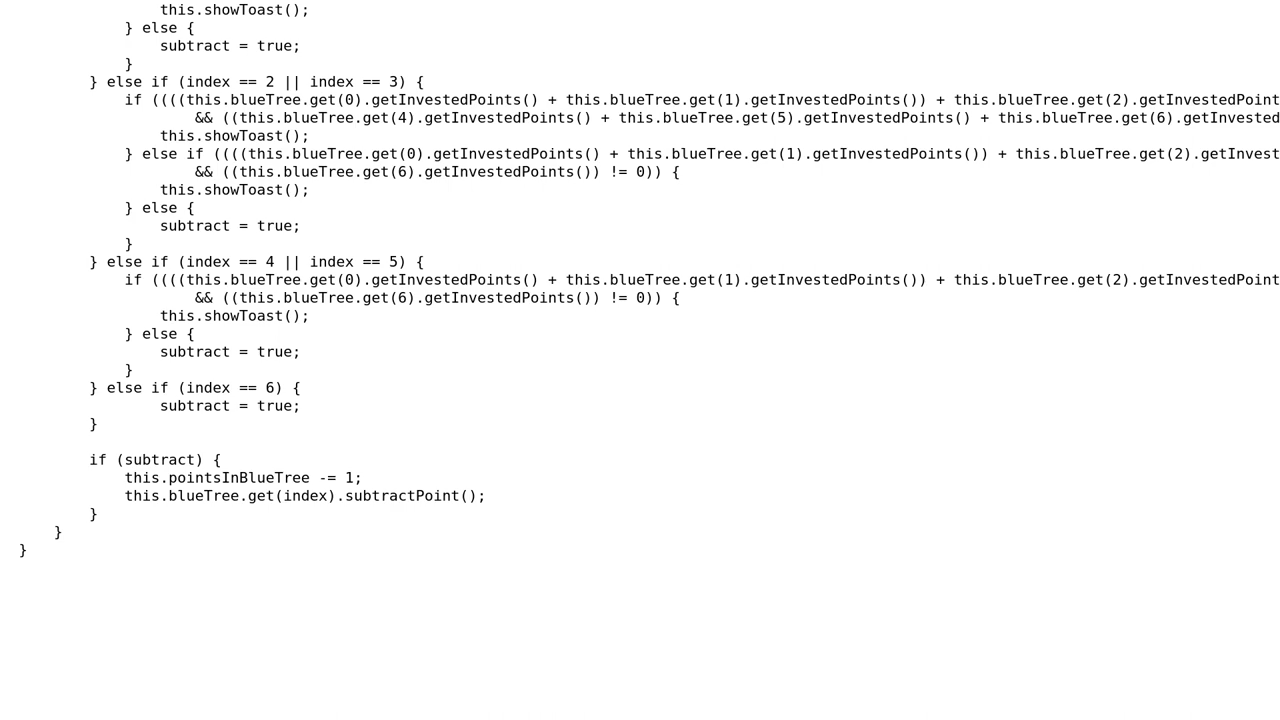 this.showToast();
} else {
subtract = true;
}
} else if (index == 2 || index == 3) {
if ((((this.blueTree.get(0).getInvestedPoints() + this.blueTree.get(1).getInvestedPoints()) + this.blueTree.get(2).getInvestedPoint
&& ((this.blueTree.get(4).getInvestedPoints() + this.blueTree.get(5).getInvestedPoints() + this.blueTree.get(6).getInvested
this.showToast();
} else if ((((this.blueTree.get(0).getInvestedPoints() + this.blueTree.get(1).getInvestedPoints()) + this.blueTree.get(2).getInvest
&& ((this.blueTree.get(6).getInvestedPoints()) != 0)) {
this.showToast();
} else {
subtract = true;
}
} else if (index == 4 || index == 5) {
if ((((this.blueTree.get(0).getInvestedPoints() + this.blueTree.get(1).getInvestedPoints()) + this.blueTree.get(2).getInvestedPoint
&& ((this.blueTree.get(6).getInvestedPoints()) != 0)) {
this.showToast();
} else {
subtract = true;
}
} else if (index == 6) {
subtract = true;
}
if (subtract) {
this.pointsInBlueTree -= 1;
this.blueTree.get(index).subtractPoint();
}
}
}